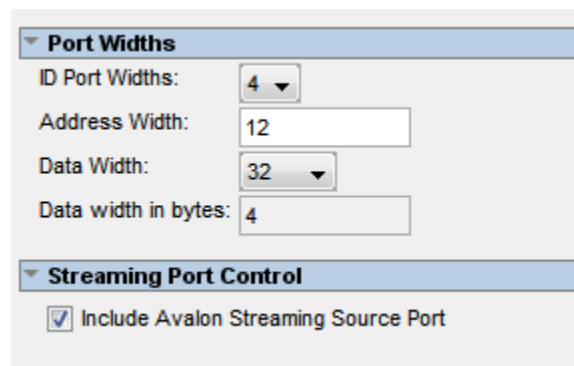 Port Widths
ID Port Widths: 4
Address Width: 12
Data Width: 32
Data width in bytes: 4
Streaming Port Control
Include Avalon Streaming Source Port